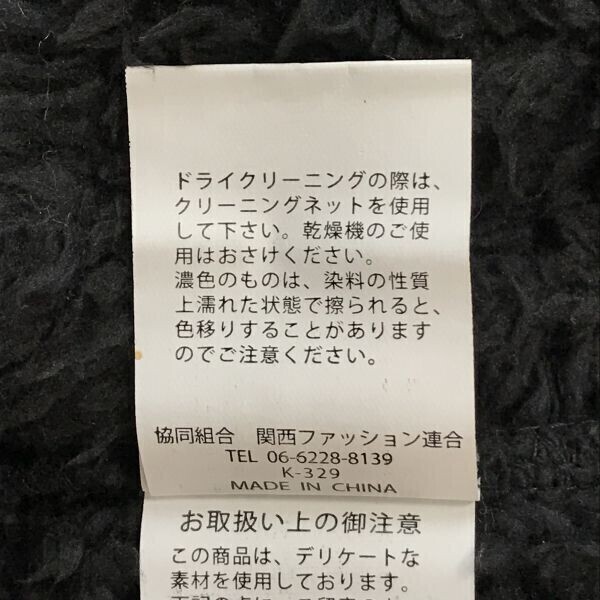 ドライクリーニングの際は、
クリーニングネットを使用
して下さい。乾燥機のご使
用はおさけください。
濃色のものは、染料の性質
上濡れた状態で擦られると、
色移りすることがあります
のでご注意ください。
協同組合　関西ファッション連合
TEL 06-6228-8139
K-329
MADE IN CHINA
お取扱い上の御注意
この商品は、デリケートな
素材を使用しております。